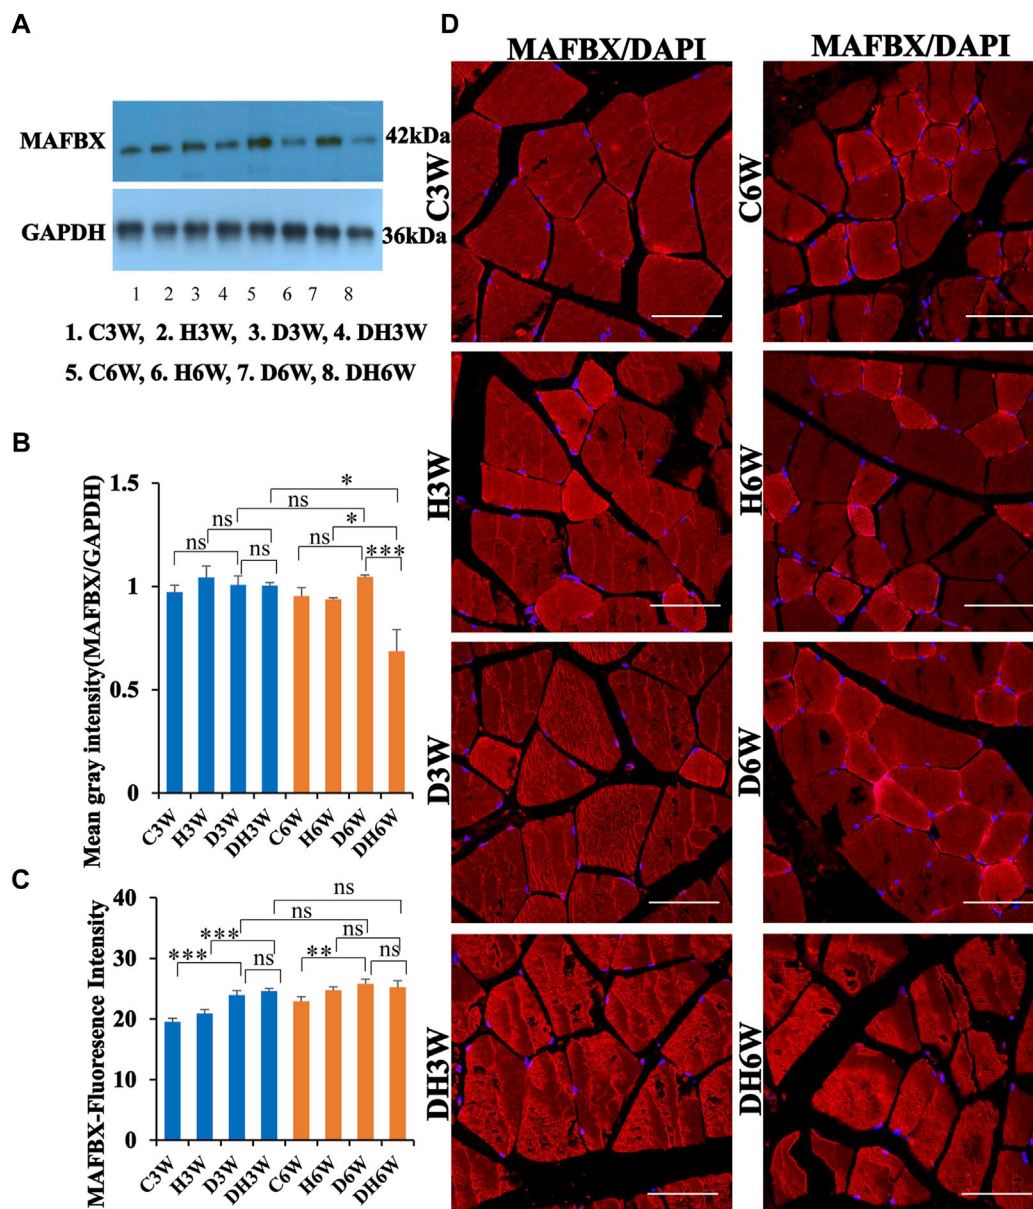 A
MAFBX
42kDa
GAPDH
36kDa
1 2 3 4 5 6 7 8
1. C3W, 2. H3W, 3. D3W, 4. DH3W
5. C6W, 6. H6W, 7. D6W, 8. DH6W
B
Mean gray intensity(MAFBX/GAPDH)
1.5
1
0.5
0
ns
ns
ns
ns
ns
*
*
***
C3W
H3W
D3W
DH3W
C6W
H6W
D6W
DH6W
C
MAFBX-Fluoresence Intensity
40
30
20
10
0
***
***
ns
ns
ns
**
ns
ns
C3W
H3W
D3W
DH3W
C6W
H6W
D6W
DH6W
D
MAFBX/DAPI
MAFBX/DAPI
C3W
C6W
H3W
H6W
D3W
D6W
DH3W
DH6W